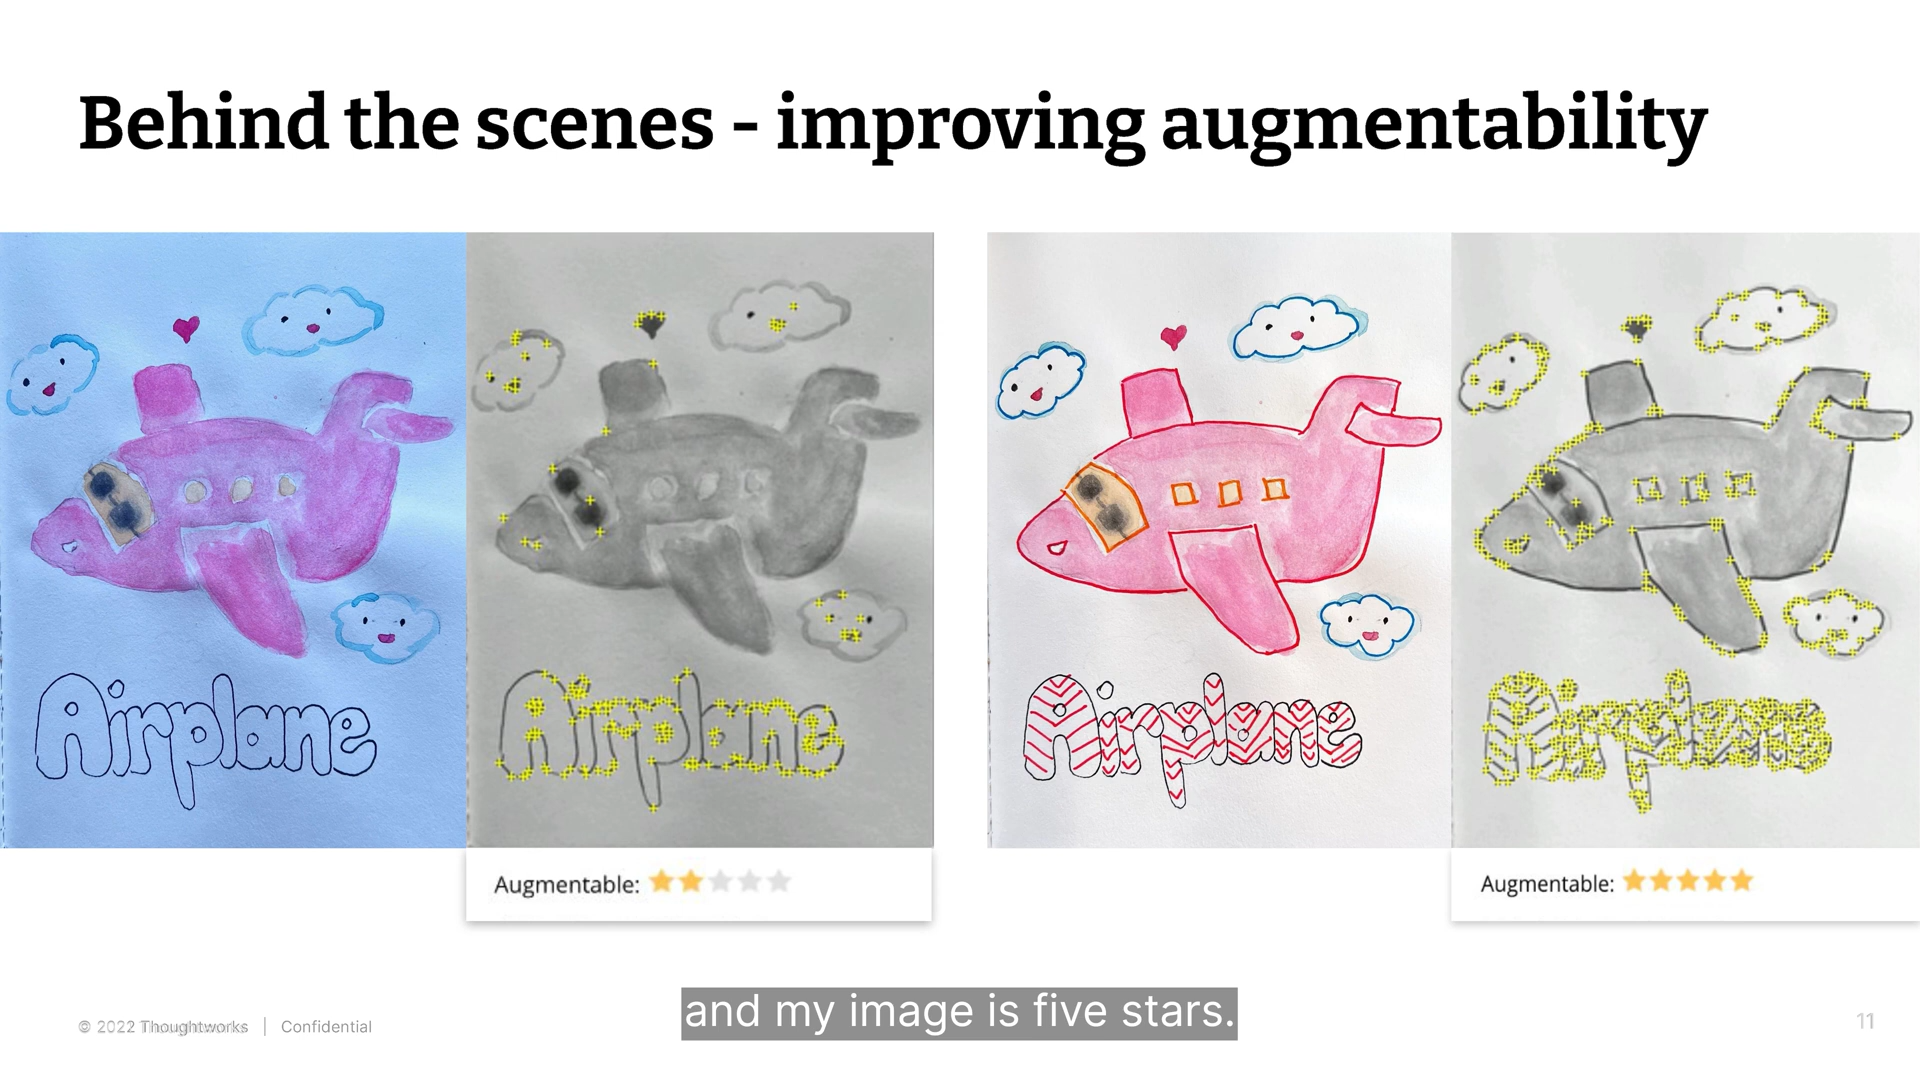 Behind the scenes - improving augmentability
Airplane
Airplane
Airplane
Airplane
Augmentable:
Augmentable:
and my image is five stars.
© 2022 Thoughtworks | Confidential
11